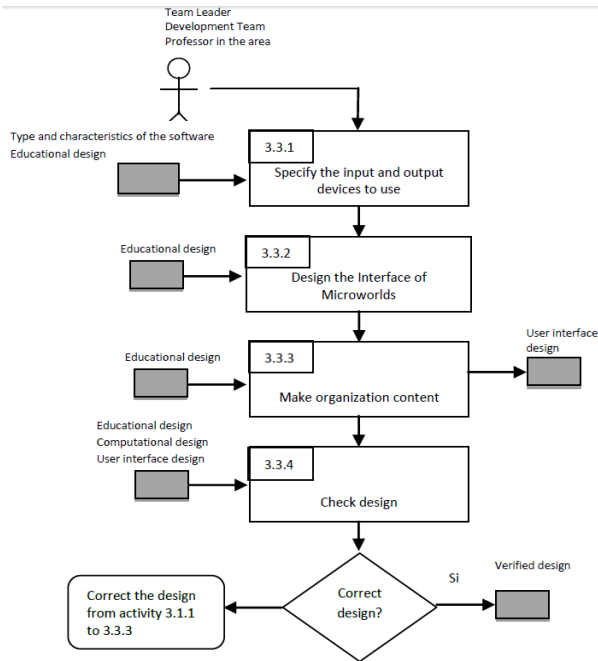 Team Leader
Development Team
Professor in the area
Type and characteristics of the software
Educational design
3.3.1
Specify the input and output
devices to use
Educational design
3.3.2
Design the Interface of
Microworlds
User interface
design
Educational design
3.3.3
Make organization content
Educational design
Computational design
User interface design
3.3.4
Check design
Correct the design
from activity 3.1.1
to 3.3.3
Correct
design?
Si
Verified design